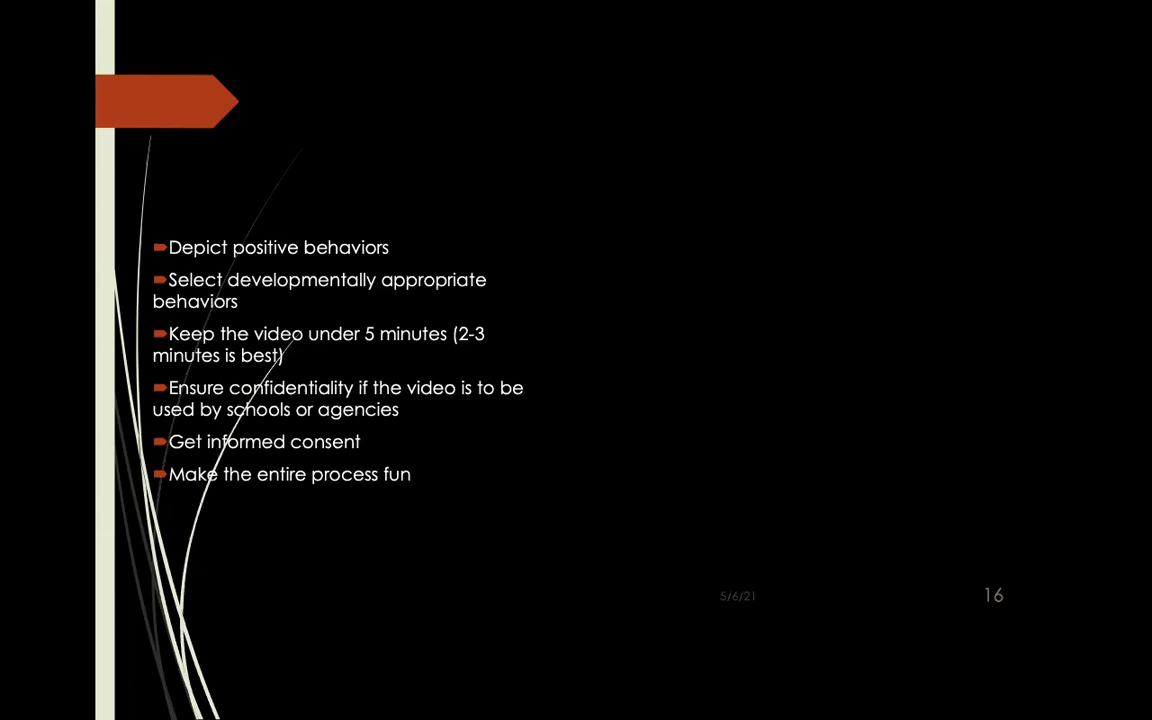 Depict positive behaviors
Select developmentally appropriate
behaviors
Keep the video under 5 minutes (2-3
minutes is best)
Ensure confidentiality if the video is to be
used by schools or agencies
Get informed consent
Make the entire process fun
5/6/21
16